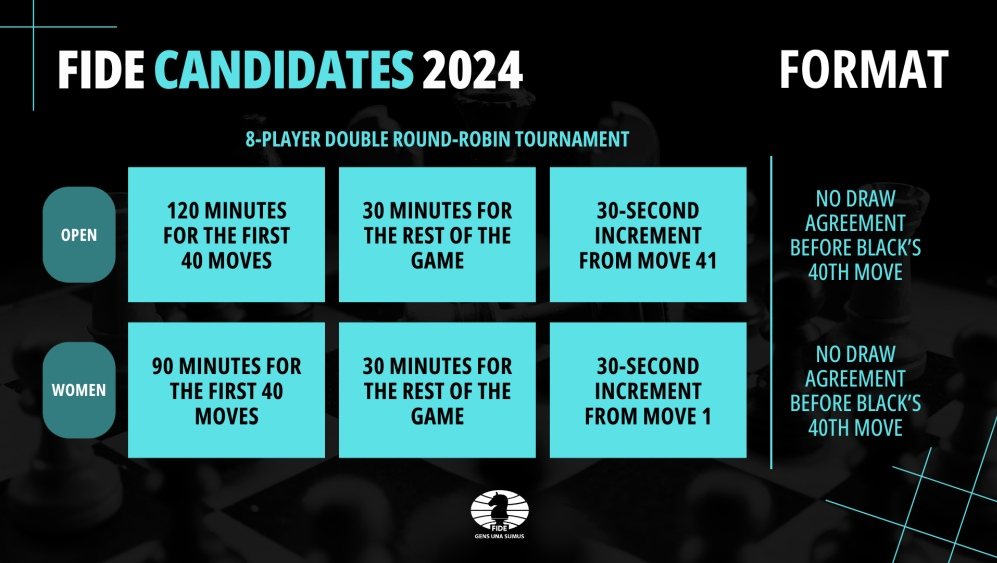 FIDE CANDIDATES 2024
FORMAT
8-PLAYER DOUBLE ROUND-ROBIN TOURNAMENT
OPEN
120 MINUTES
FOR THE FIRST
40 MOVES
30 MINUTES FOR
THE REST OF THE
GAME
30-SECOND
INCREMENT
FROM MOVE 41
NO DRAW
AGREEMENT
BEFORE BLACK'S
40TH MOVE
WOMEN
90 MINUTES FOR
THE FIRST 40
MOVES
30 MINUTES FOR
THE REST OF THE
GAME
30-SECOND
INCREMENT
FROM MOVE 1
NO DRAW
AGREEMENT
BEFORE BLACK'S
40TH MOVE
FIDE
GENS UNA SUMUS